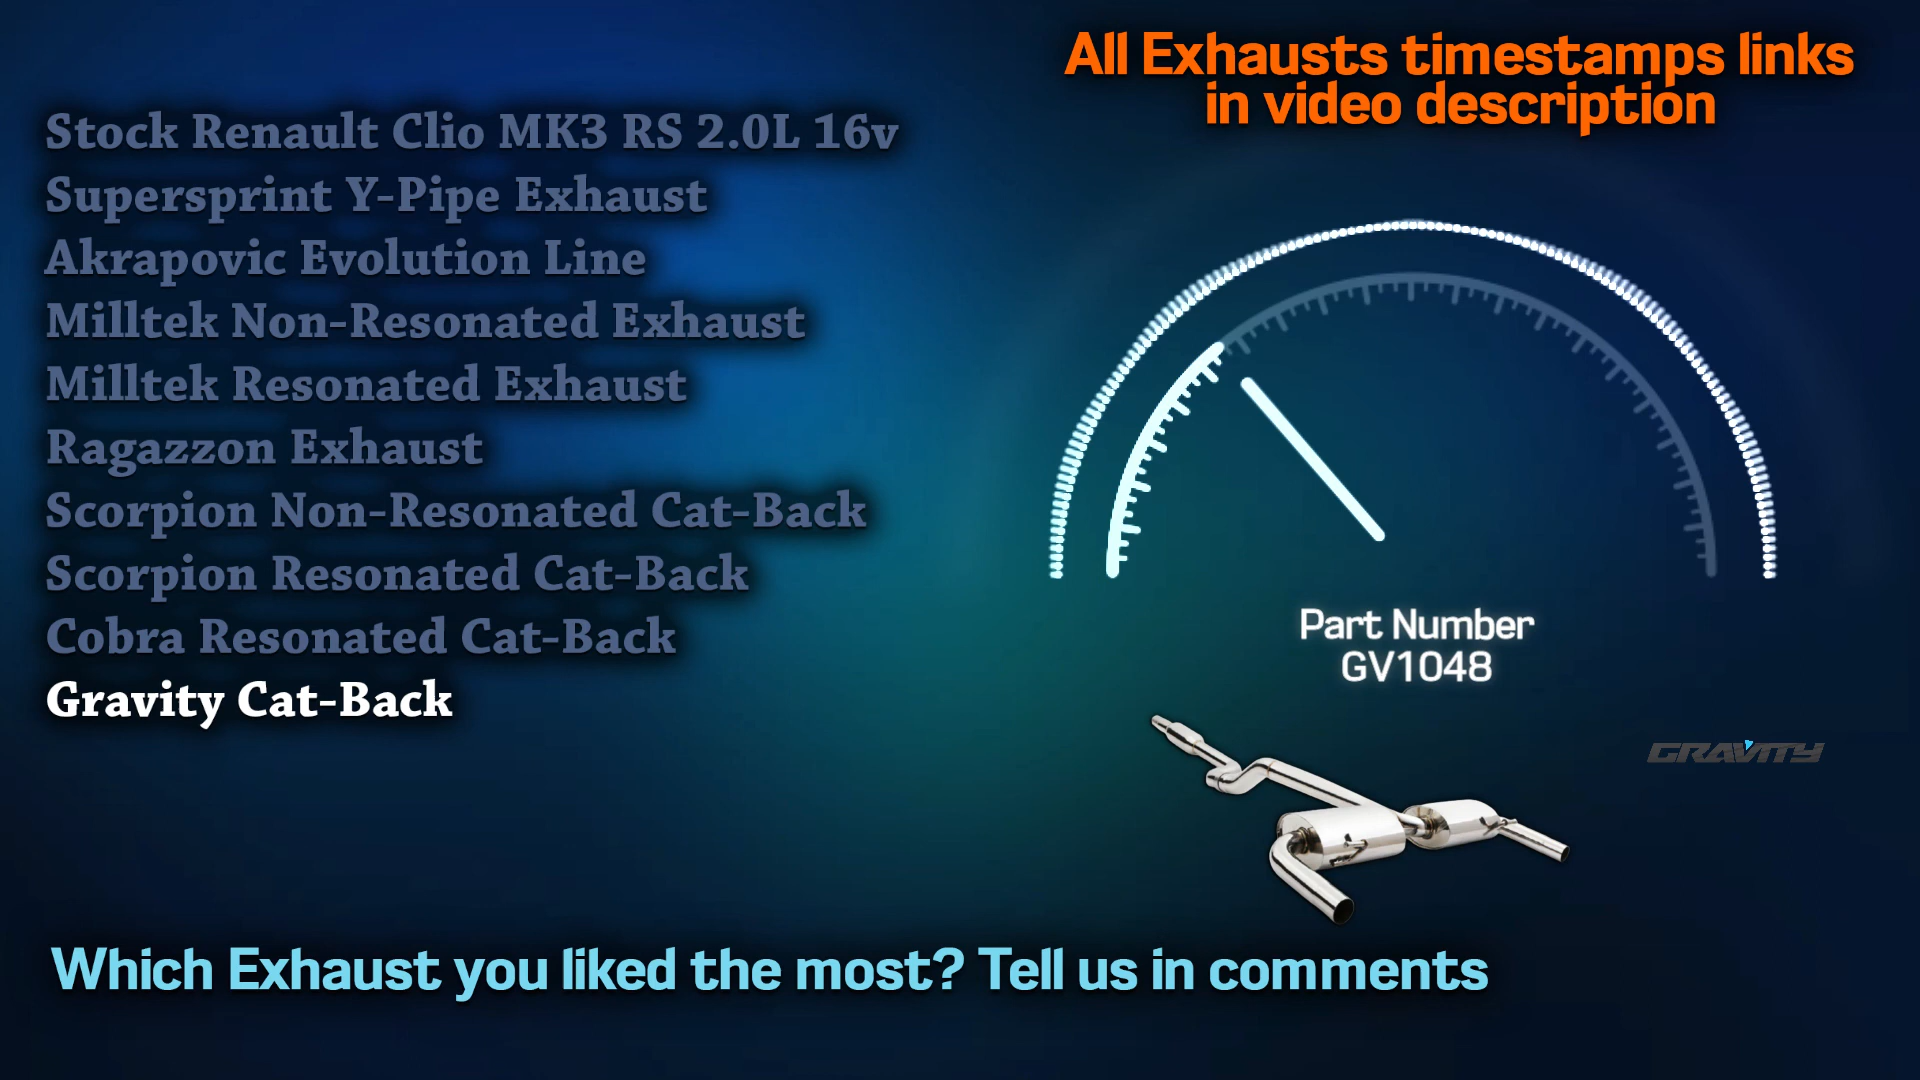 All Exhausts timestamps links
in video description
Stock Renault Clio MK3 RS 2.0L 16v
Supersprint Y-Pipe Exhaust
Akrapovic Evolution Line
Milltek Non-Resonated Exhaust
Milltek Resonated Exhaust
Ragazzon Exhaust
Scorpion Non-Resonated Cat-Back
Scorpion Resonated Cat-Back
Cobra Resonated Cat-Back
Gravity Cat-Back
Part Number
GV1048
GRAVITY
Which Exhaust you liked the most? Tell us in comments